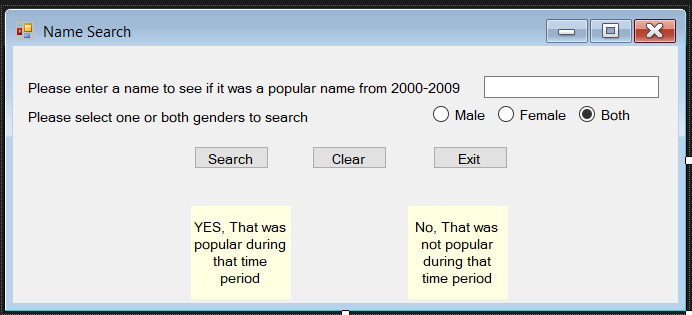 Name Search
Please enter a name to see if it was a popular name from 2000-2009
Please select one or both genders to search
Male Female Both
Search Clear Exit
YES, That was
popular during
that time
period
No, That was
not popular
during that
time period